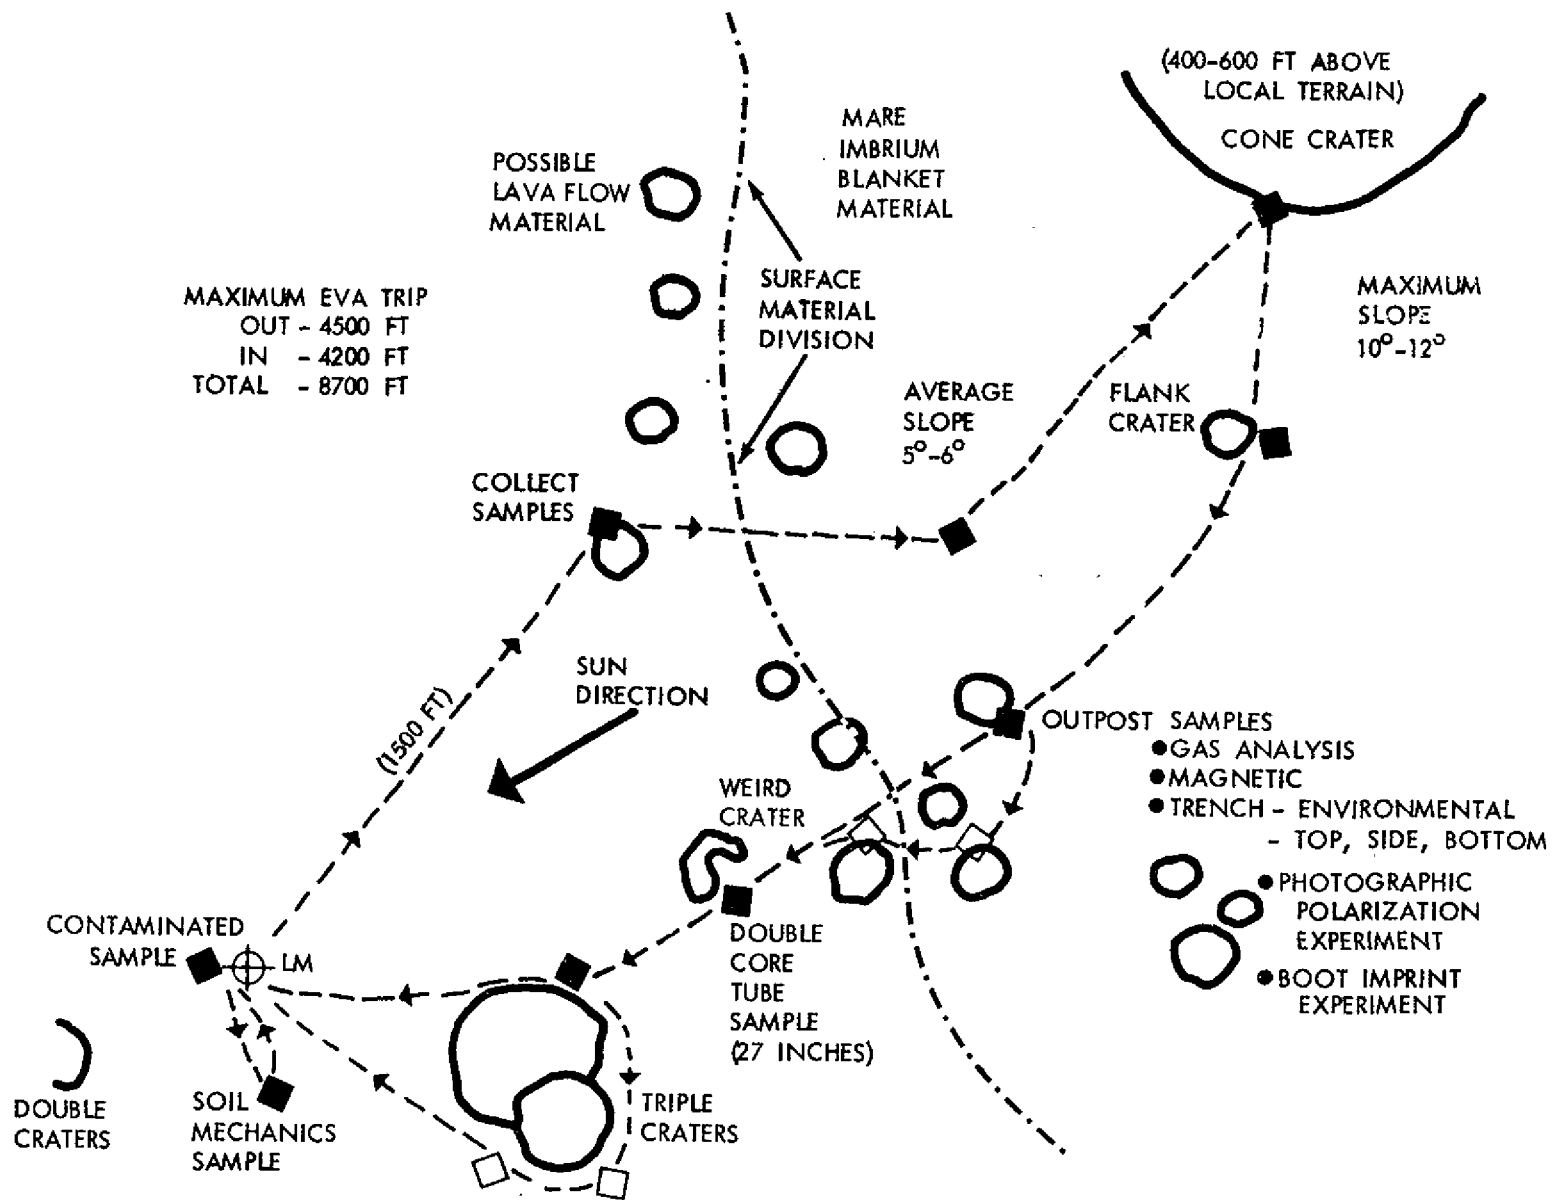 (400-600 FT ABOVE
LOCAL TERRAIN)
CONE CRATER
MARE
IMBRIUM
BLANKET
MATERIAL
POSSIBLE
LAVA FLOW
MATERIAL
SURFACE
MATERIAL
DIVISION
MAXIMUM EVA TRIP
OUT - 4500 FT
IN - 4200 FT
TOTAL - 8700 FT
MAXIMUM
SLOPE
10°-12°
AVERAGE
SLOPE
5°-6°
FLANK
CRATER
COLLECT
SAMPLES
SUN
DIRECTION
(1500 FT)
OUTPOST SAMPLES
●GAS ANALYSIS
●MAGNETIC
●TRENCH - ENVIRONMENTAL
- TOP, SIDE, BOTTOM
●PHOTOGRAPHIC
POLARIZATION
EXPERIMENT
●BOOT IMPRINT
EXPERIMENT
WEIRD
CRATER
DOUBLE
CORE
TUBE
SAMPLE
(27 INCHES)
CONTAMINATED
SAMPLE
LM
DOUBLE
CRATERS
SOIL
MECHANICS
SAMPLE
TRIPLE
CRATERS